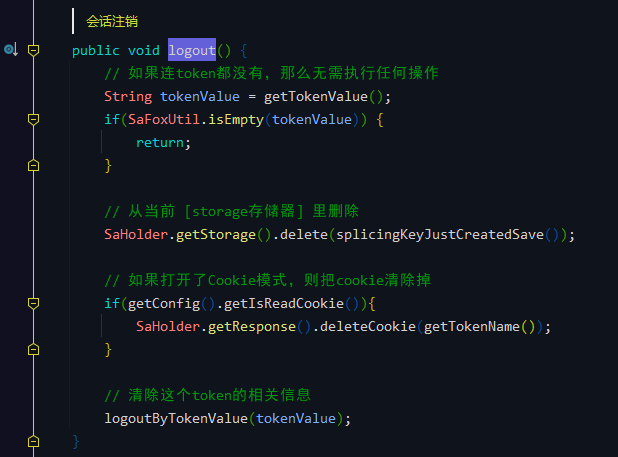 会话注销
public void logout() {
// 如果连token都没有，那么无需执行任何操作
String tokenValue = getTokenValue();
if(SaFoxUtil.isEmpty(tokenValue)) {
return;
}
// 从当前 [storage存储器] 里删除
SaHolder.getStorage().delete(splicingKeyJustCreatedSave());
// 如果打开了Cookie模式，则把cookie清除掉
if(getConfig().getIsReadCookie()){
SaHolder.getResponse().deleteCookie(getTokenName());
}
// 清除这个token的相关信息
logoutByTokenValue(tokenValue);
}